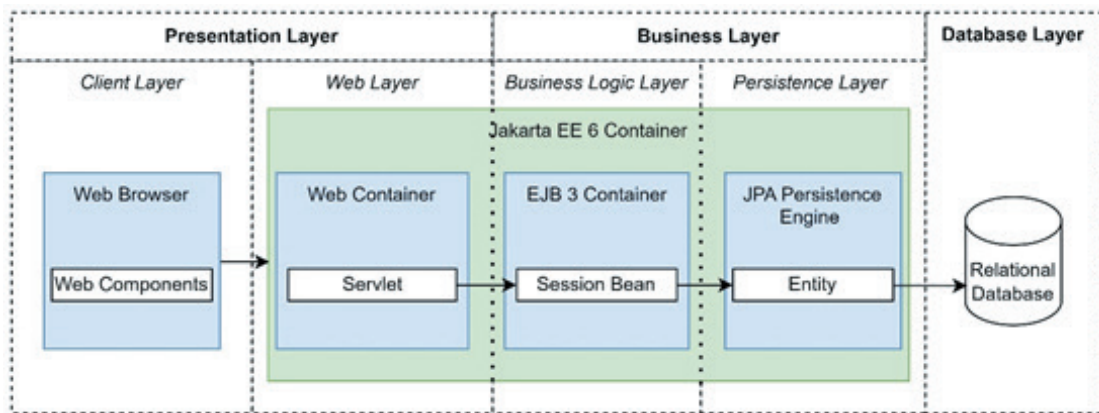 Presentation Layer
Business Layer
Database Layer
Client Layer
Web Layer
Business Logic Layer
Persistence Layer
Jakarta EE 6 Container
Web Browser
Web Container
EJB 3 Container
JPA Persistence
Engine
Web Components
Servlet
Session Bean
Entity
Relational
Database